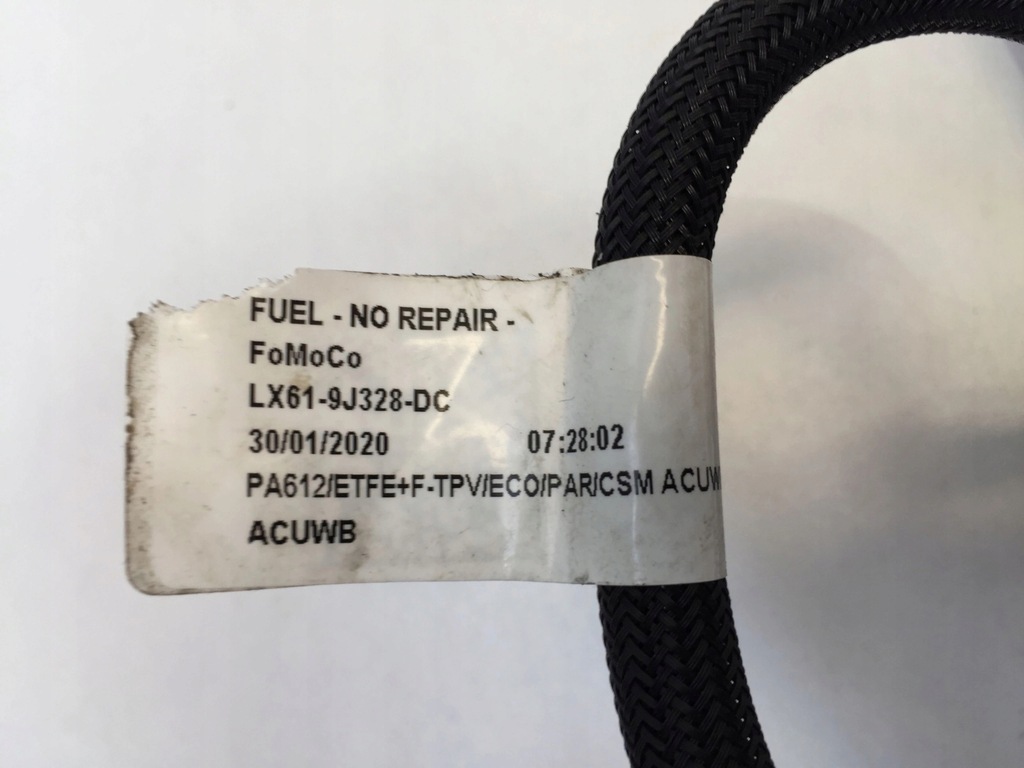 FUEL - NO REPAIR -
FoMoCo
LX61-9J328-DC
30/01/2020 07:28:02
PA612/ETFE+F-TPV/ECO/PAR/CSM
ACUWB